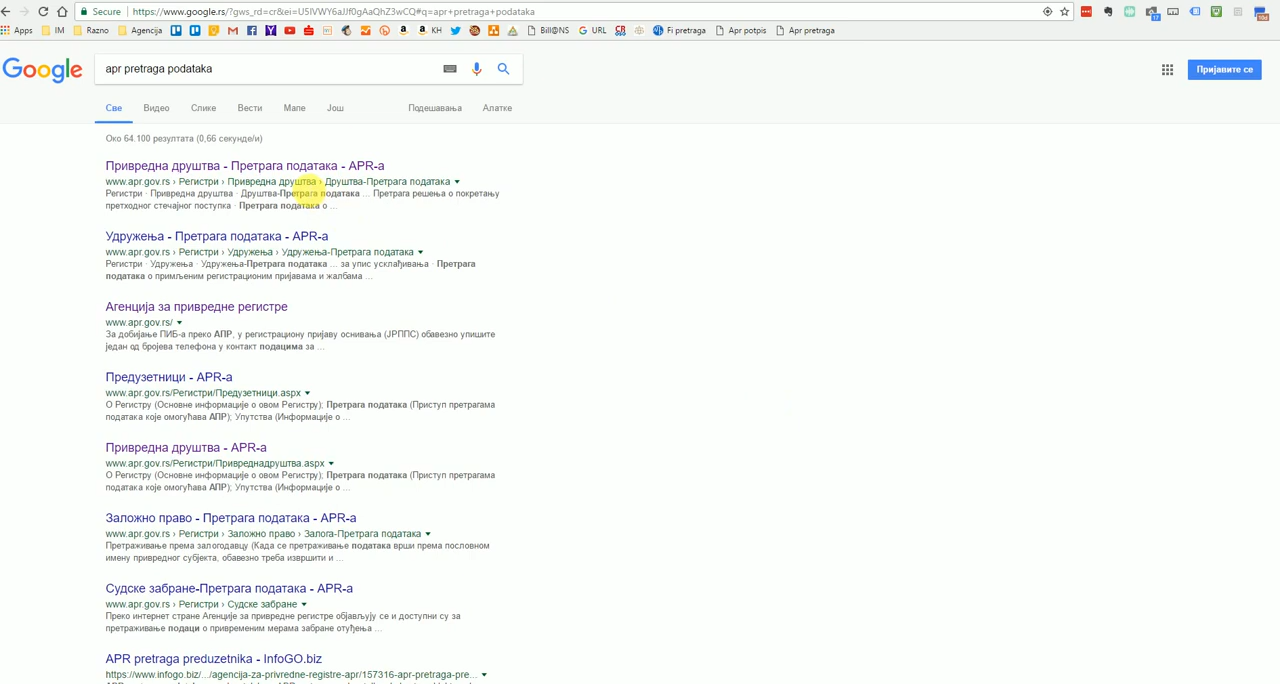 Secure https://www.google.rs/?gws_rd=cr&ei=U5IVWY6aJJf0gAaQhZ3wCQ#q=apr+pretraga+podataka
Apps IM Razno Agencija KH Bill@NS URL Fi pretraga Apr potpis Apr pretraga
Google apr pretraga podataka Пријавите се
Све Видео Слике Вести Мапе Још Подешавања Алатке
Око 64.100 резултата (0,66 секунде/и)
Привредна друштва - Претрага података - APR-a
www.apr.gov.rs › Регистри › Привредна друштва › Друштва-Претрага података
Регистри · Привредна друштва · Друштва-Претрага података ... Претрага решења о покретању
претходног стечајног поступка · Претрага података о ...
Удружења - Претрага података - APR-a
www.apr.gov.rs › Регистри › Удружења › Удружења-Претрага података
Регистри · Удружења · Удружења-Претрага података ... за упис усклађивања · Претрага
података о примљеним регистрационим пријавама и жалбама ...
Агенција за привредне регистре
www.apr.gov.rs/
За добијање ПИБ-а преко АПР, у регистрациону пријаву оснивања (ЈРППС) обавезно упишите
један од бројева телефона у контакт подацима за ...
Предузетници - APR-a
www.apr.gov.rs/Регистри/Предузетници.aspx
О Регистру (Основне информације о овом Регистру); Претрага података (Приступ претрагама
података које омогућава АПР); Упутства (Информације о ...
Привредна друштва - APR-a
www.apr.gov.rs/Регистри/Привреднадруштва.aspx
О Регистру (Основне информације о овом Регистру); Претрага података (Приступ претрагама
података које омогућава АПР); Упутства (Информације о ...
Заложно право - Претрага података - APR-a
www.apr.gov.rs › Регистри › Заложно право › Залога-Претрага података
Претраживање према залогодавцу (Када се претраживање података врши према пословном
имену привредног субјекта, обавезно треба извршити и ...
Судске забране-Претрага података - APR-a
www.apr.gov.rs › Регистри › Судске забране
Преко интернет стране Агенције за привредне регистре објављују се и доступни су за
претраживање подаци о привременим мерама забране отуђења ...
APR pretraga preduzetnika - InfoGO.biz
https://www.infogo.biz/.../agencija-za-privredne-registre-apr/157316-apr-pretraga-pre...